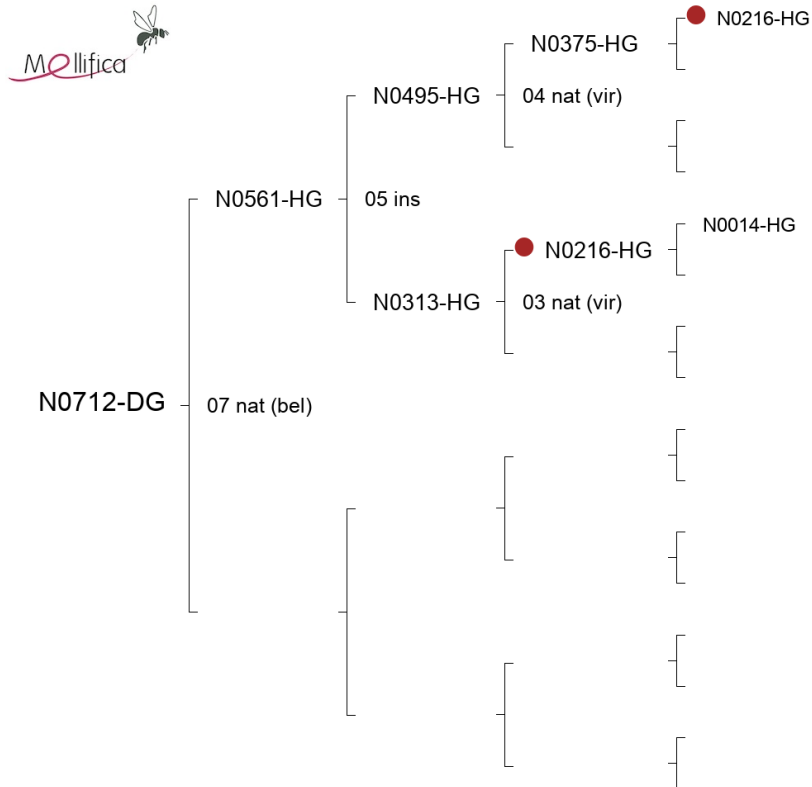 Mellifica
N0216-HG
N0375-HG
N0495-HG
04 nat (vir)
N0561-HG
05 ins
N0216-HG
N0014-HG
N0313-HG
03 nat (vir)
N0712-DG
07 nat (bel)